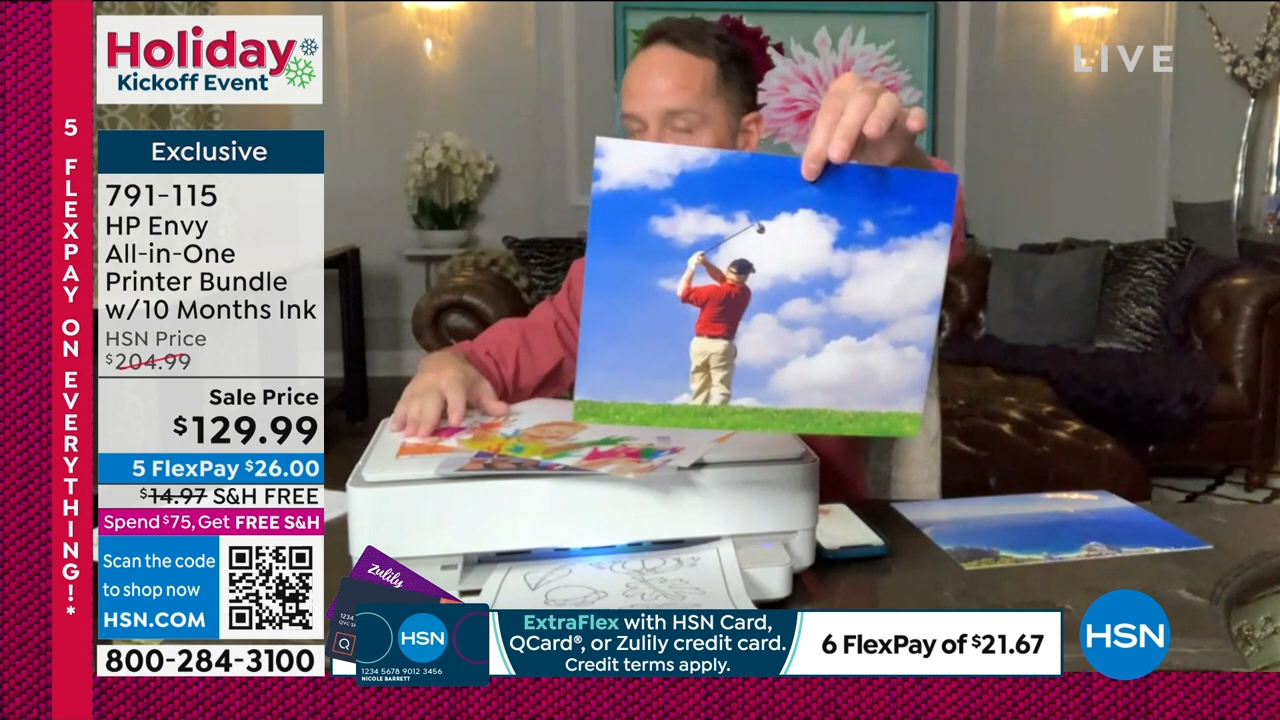 5 FLEXPAY ON EVERYTHING!*
Holiday
Kickoff Event
Exclusive
791-115
HP Envy
All-in-One
Printer Bundle
w/10 Months Ink
HSN Price
$204.99
Sale Price
$129.99
5 FlexPay $26.00
$14.97 S&H FREE
Spend $75, Get FREE S&H
Scan the code
to shop now
HSN.COM
800-284-3100
LIVE
Zulily
1234
Q
HSN
1234 5678 9012 3456
NICOLE BARRETT
ExtraFlex with HSN Card,
QCard®, or Zulily credit card.
Credit terms apply.
6 FlexPay of $21.67
HSN